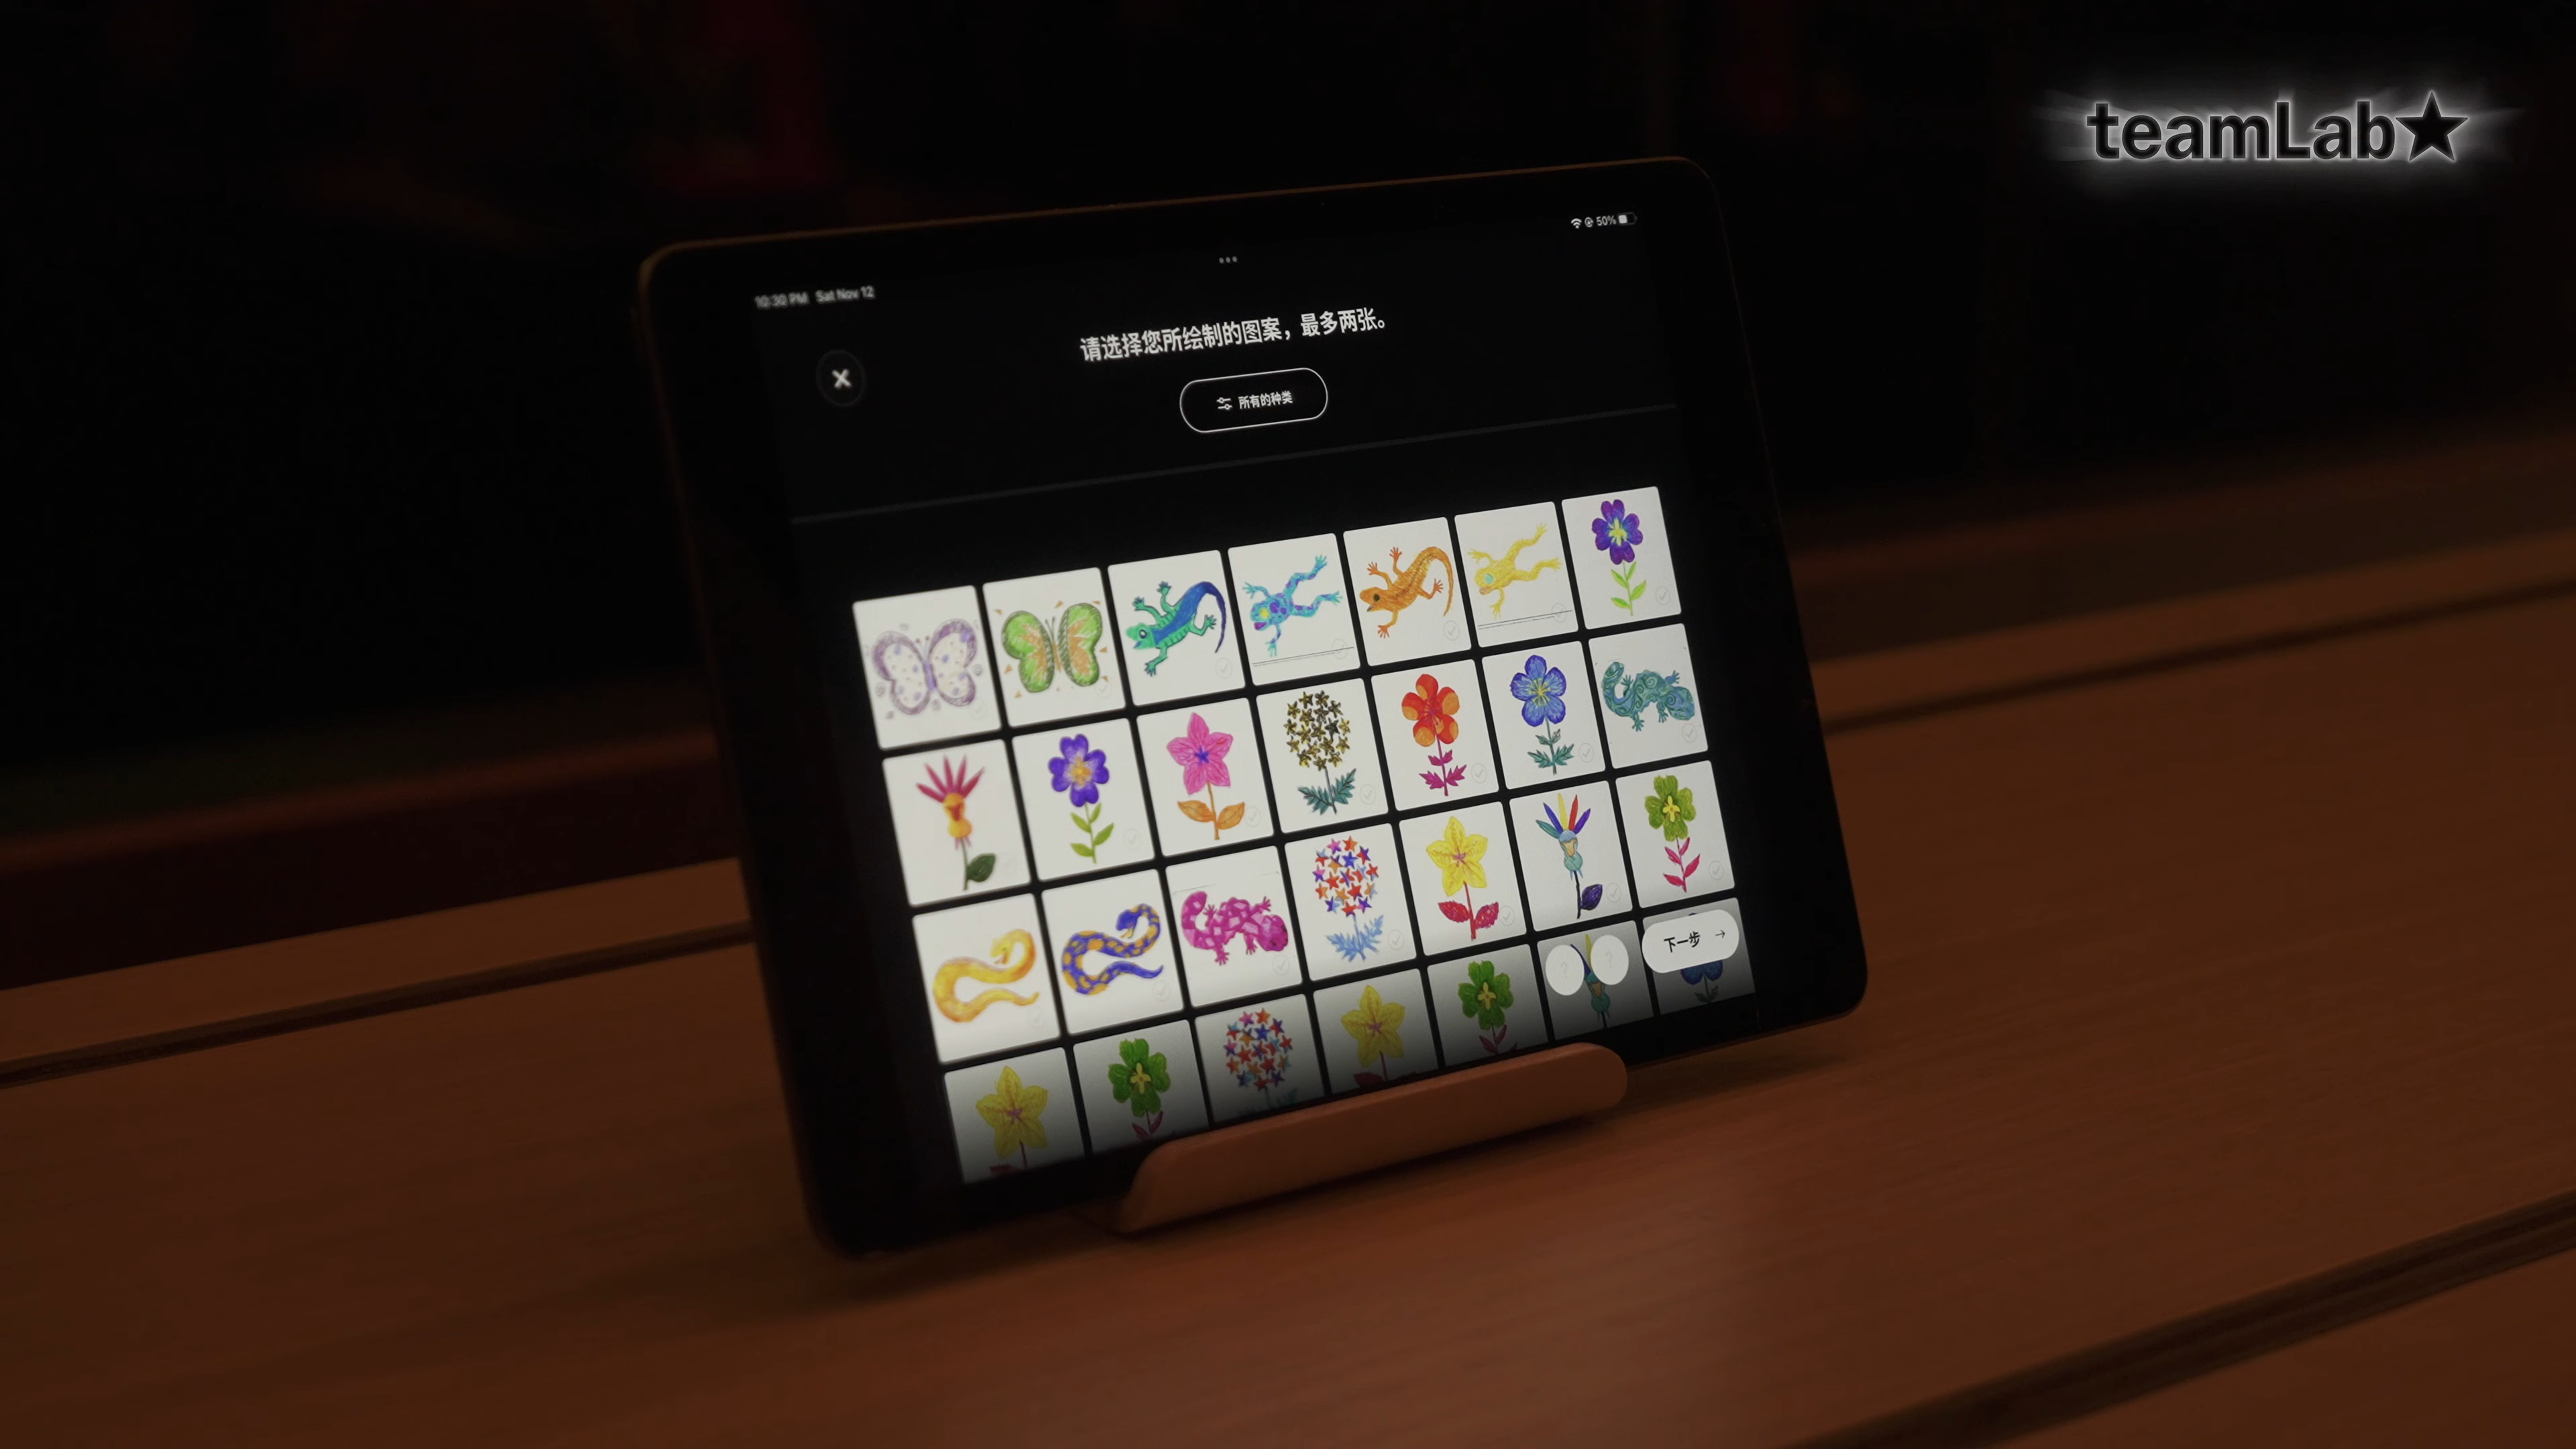 teamLab★
50%
10:30 PM Sat Nov 12
请选择您所绘制的图案，最多两张。
所有的种类
下一步 →